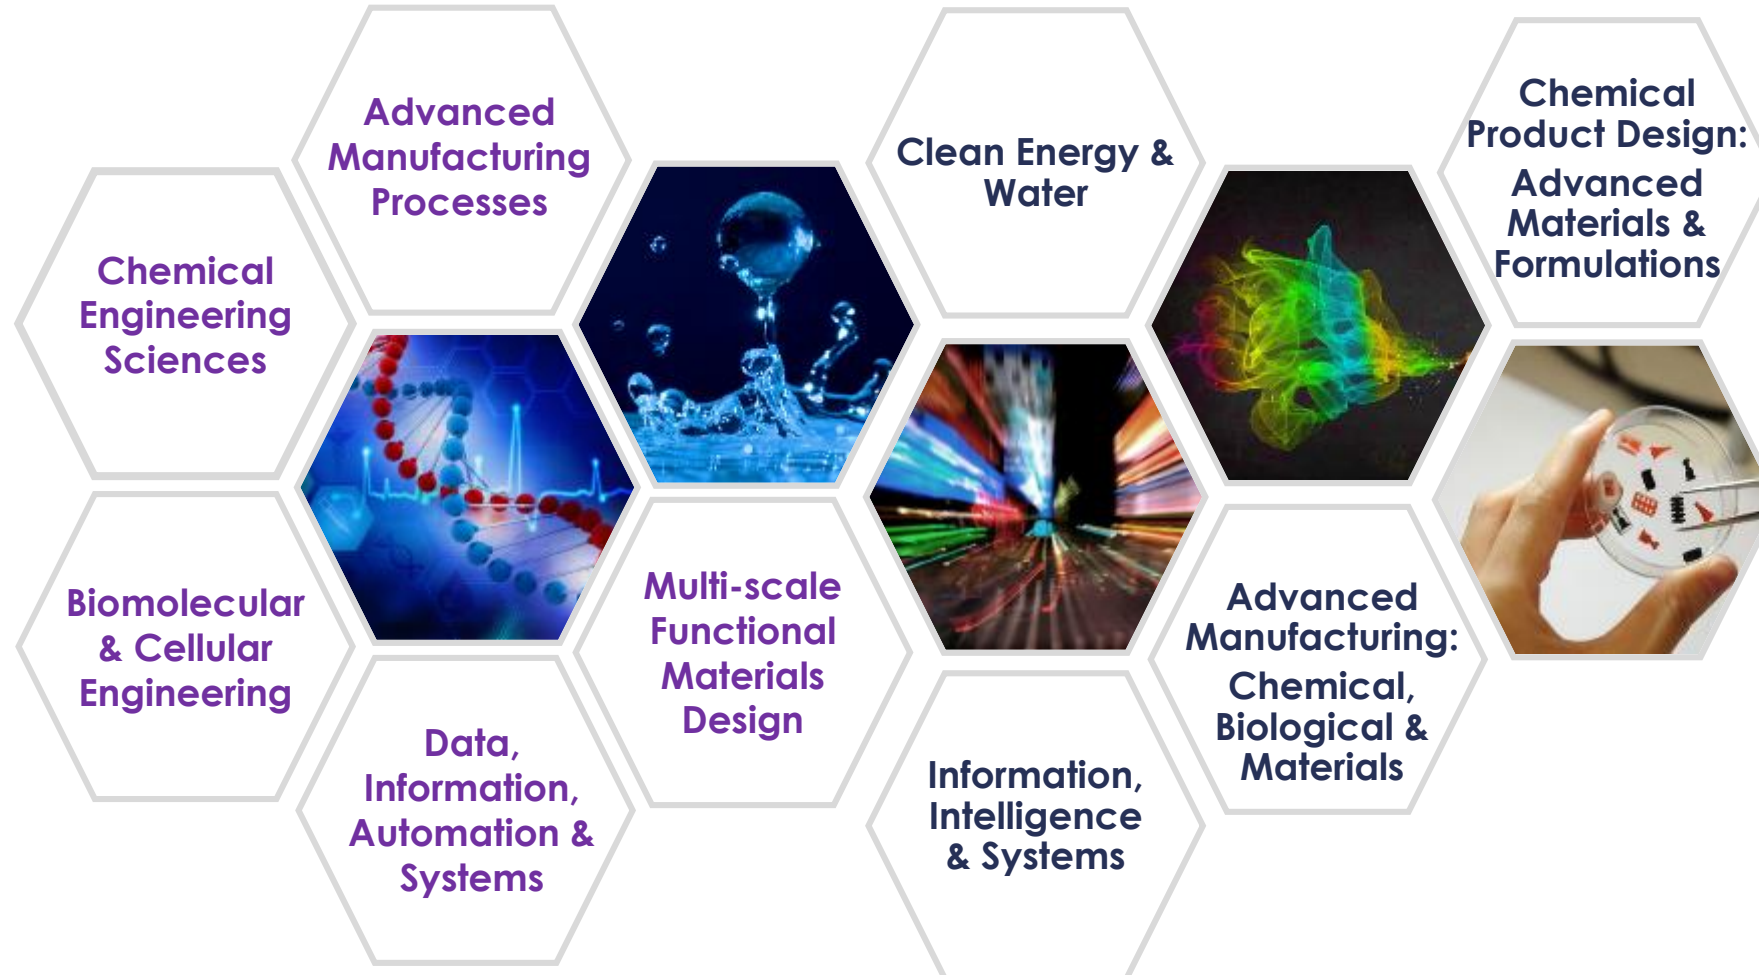 Advanced
Manufacturing
Processes
Clean Energy &
Water
Chemical
Product Design:
Advanced
Materials &
Formulations
Chemical
Engineering
Sciences
Biomolecular
& Cellular
Engineering
Multi-scale
Functional
Materials
Design
Advanced
Manufacturing:
Chemical,
Biological &
Materials
Data,
Information,
Automation &
Systems
Information,
Intelligence
& Systems